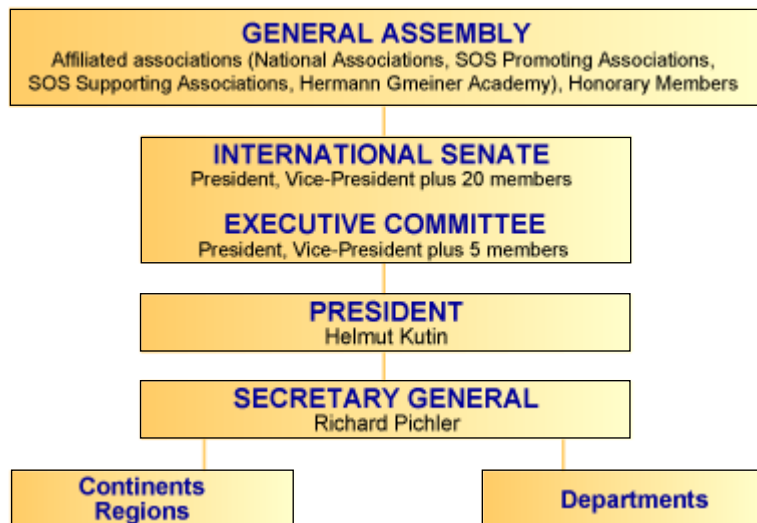 GENERAL ASSEMBLY
Affiliated associations (National Associations, SOS Promoting Associations,
SOS Supporting Associations, Hermann Gmeiner Academy), Honorary Members
INTERNATIONAL SENATE
President, Vice-President plus 20 members
EXECUTIVE COMMITTEE
President, Vice-President plus 5 members
PRESIDENT
Helmut Kutin
SECRETARY GENERAL
Richard Pichler
Continents
Regions
Departments